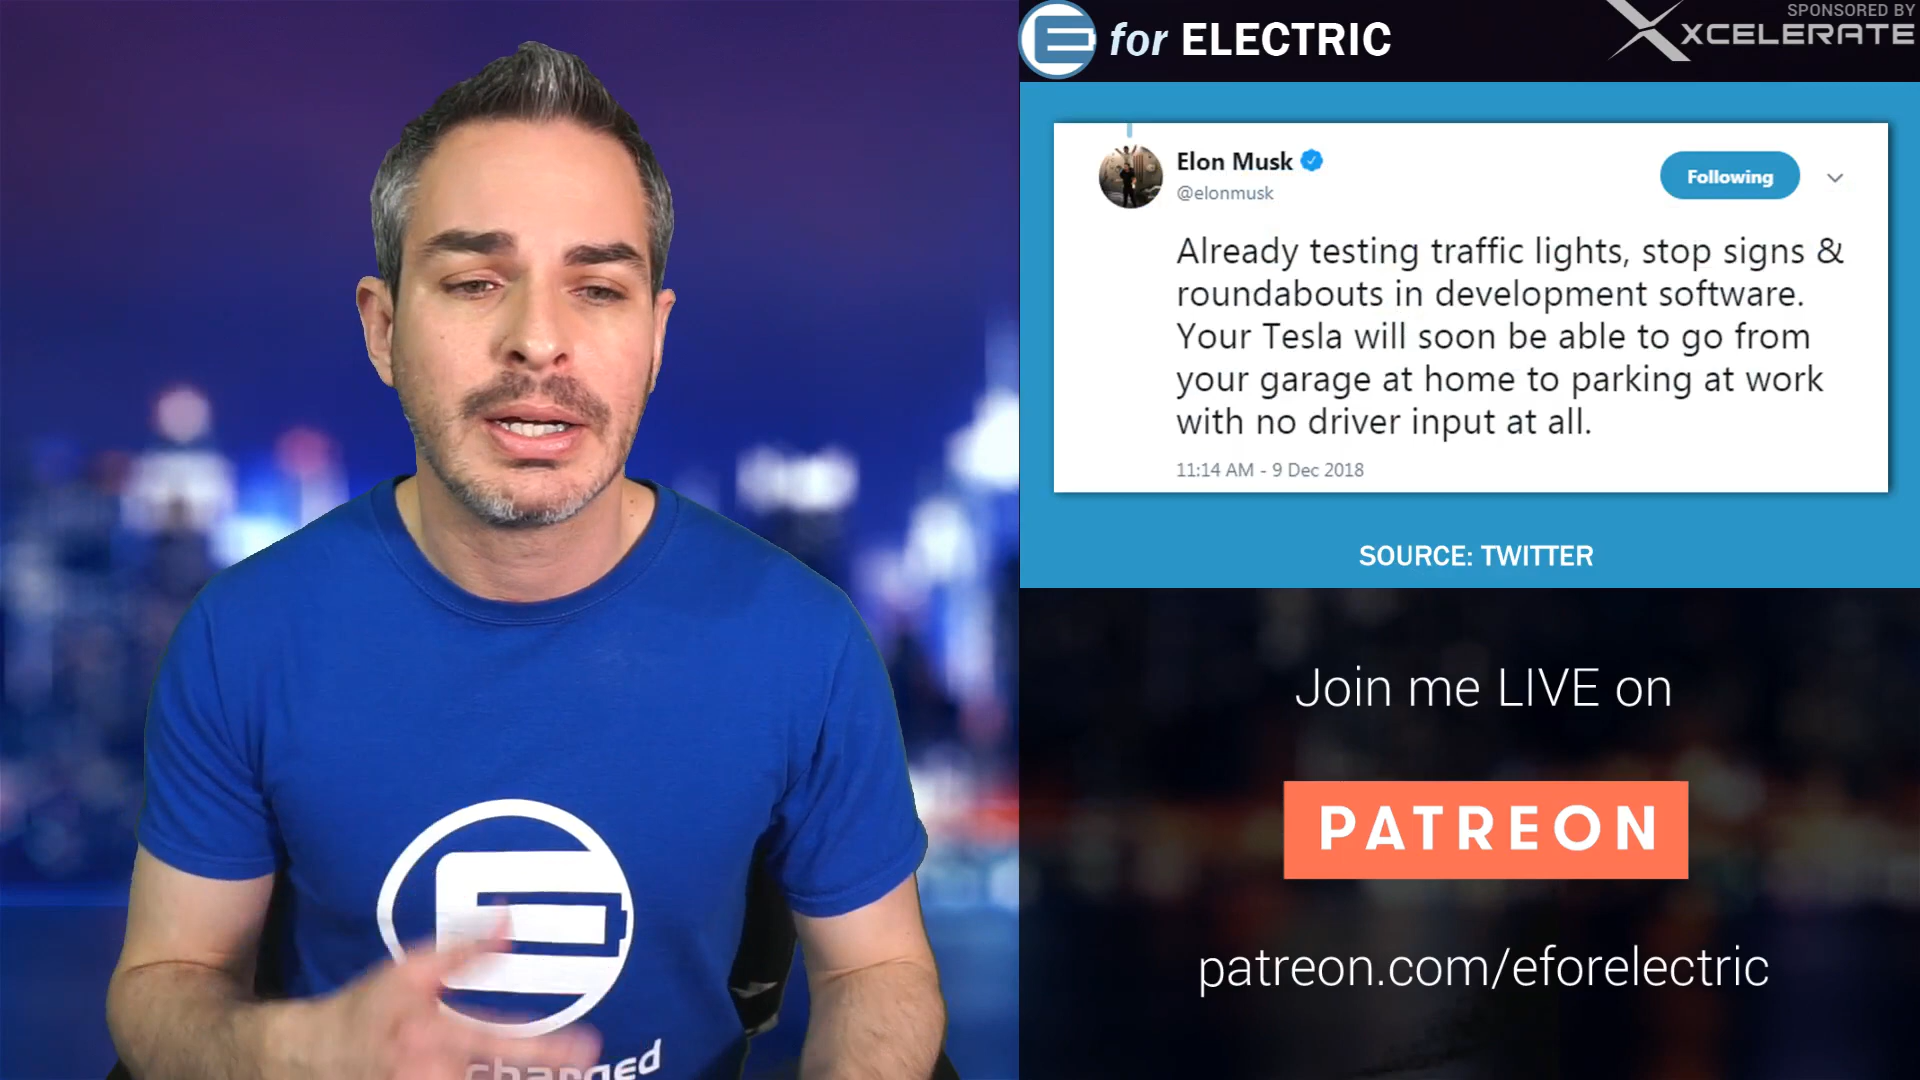 E for ELECTRIC
SPONSORED BY
XCELERATE
Elon Musk
@elonmusk
Following
Already testing traffic lights, stop signs &
roundabouts in development software.
Your Tesla will soon be able to go from
your garage at home to parking at work
with no driver input at all.
11:14 AM - 9 Dec 2018
SOURCE: TWITTER
Join me LIVE on
PATREON
patreon.com/eforelectric
E